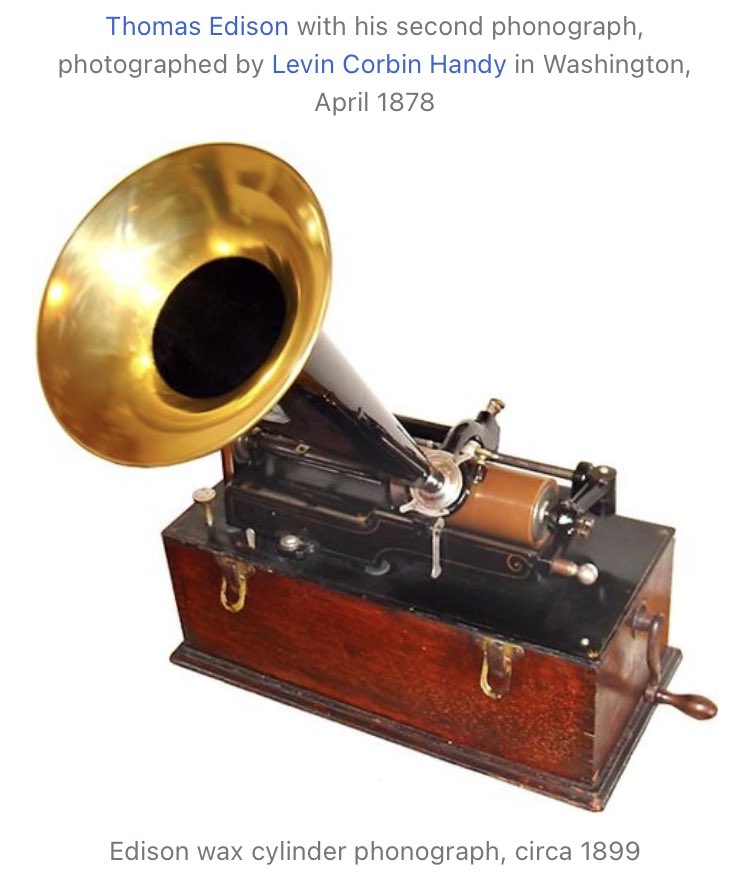 Thomas Edison with his second phonograph,
photographed by Levin Corbin Handy in Washington,
April 1878
Edison wax cylinder phonograph, circa 1899